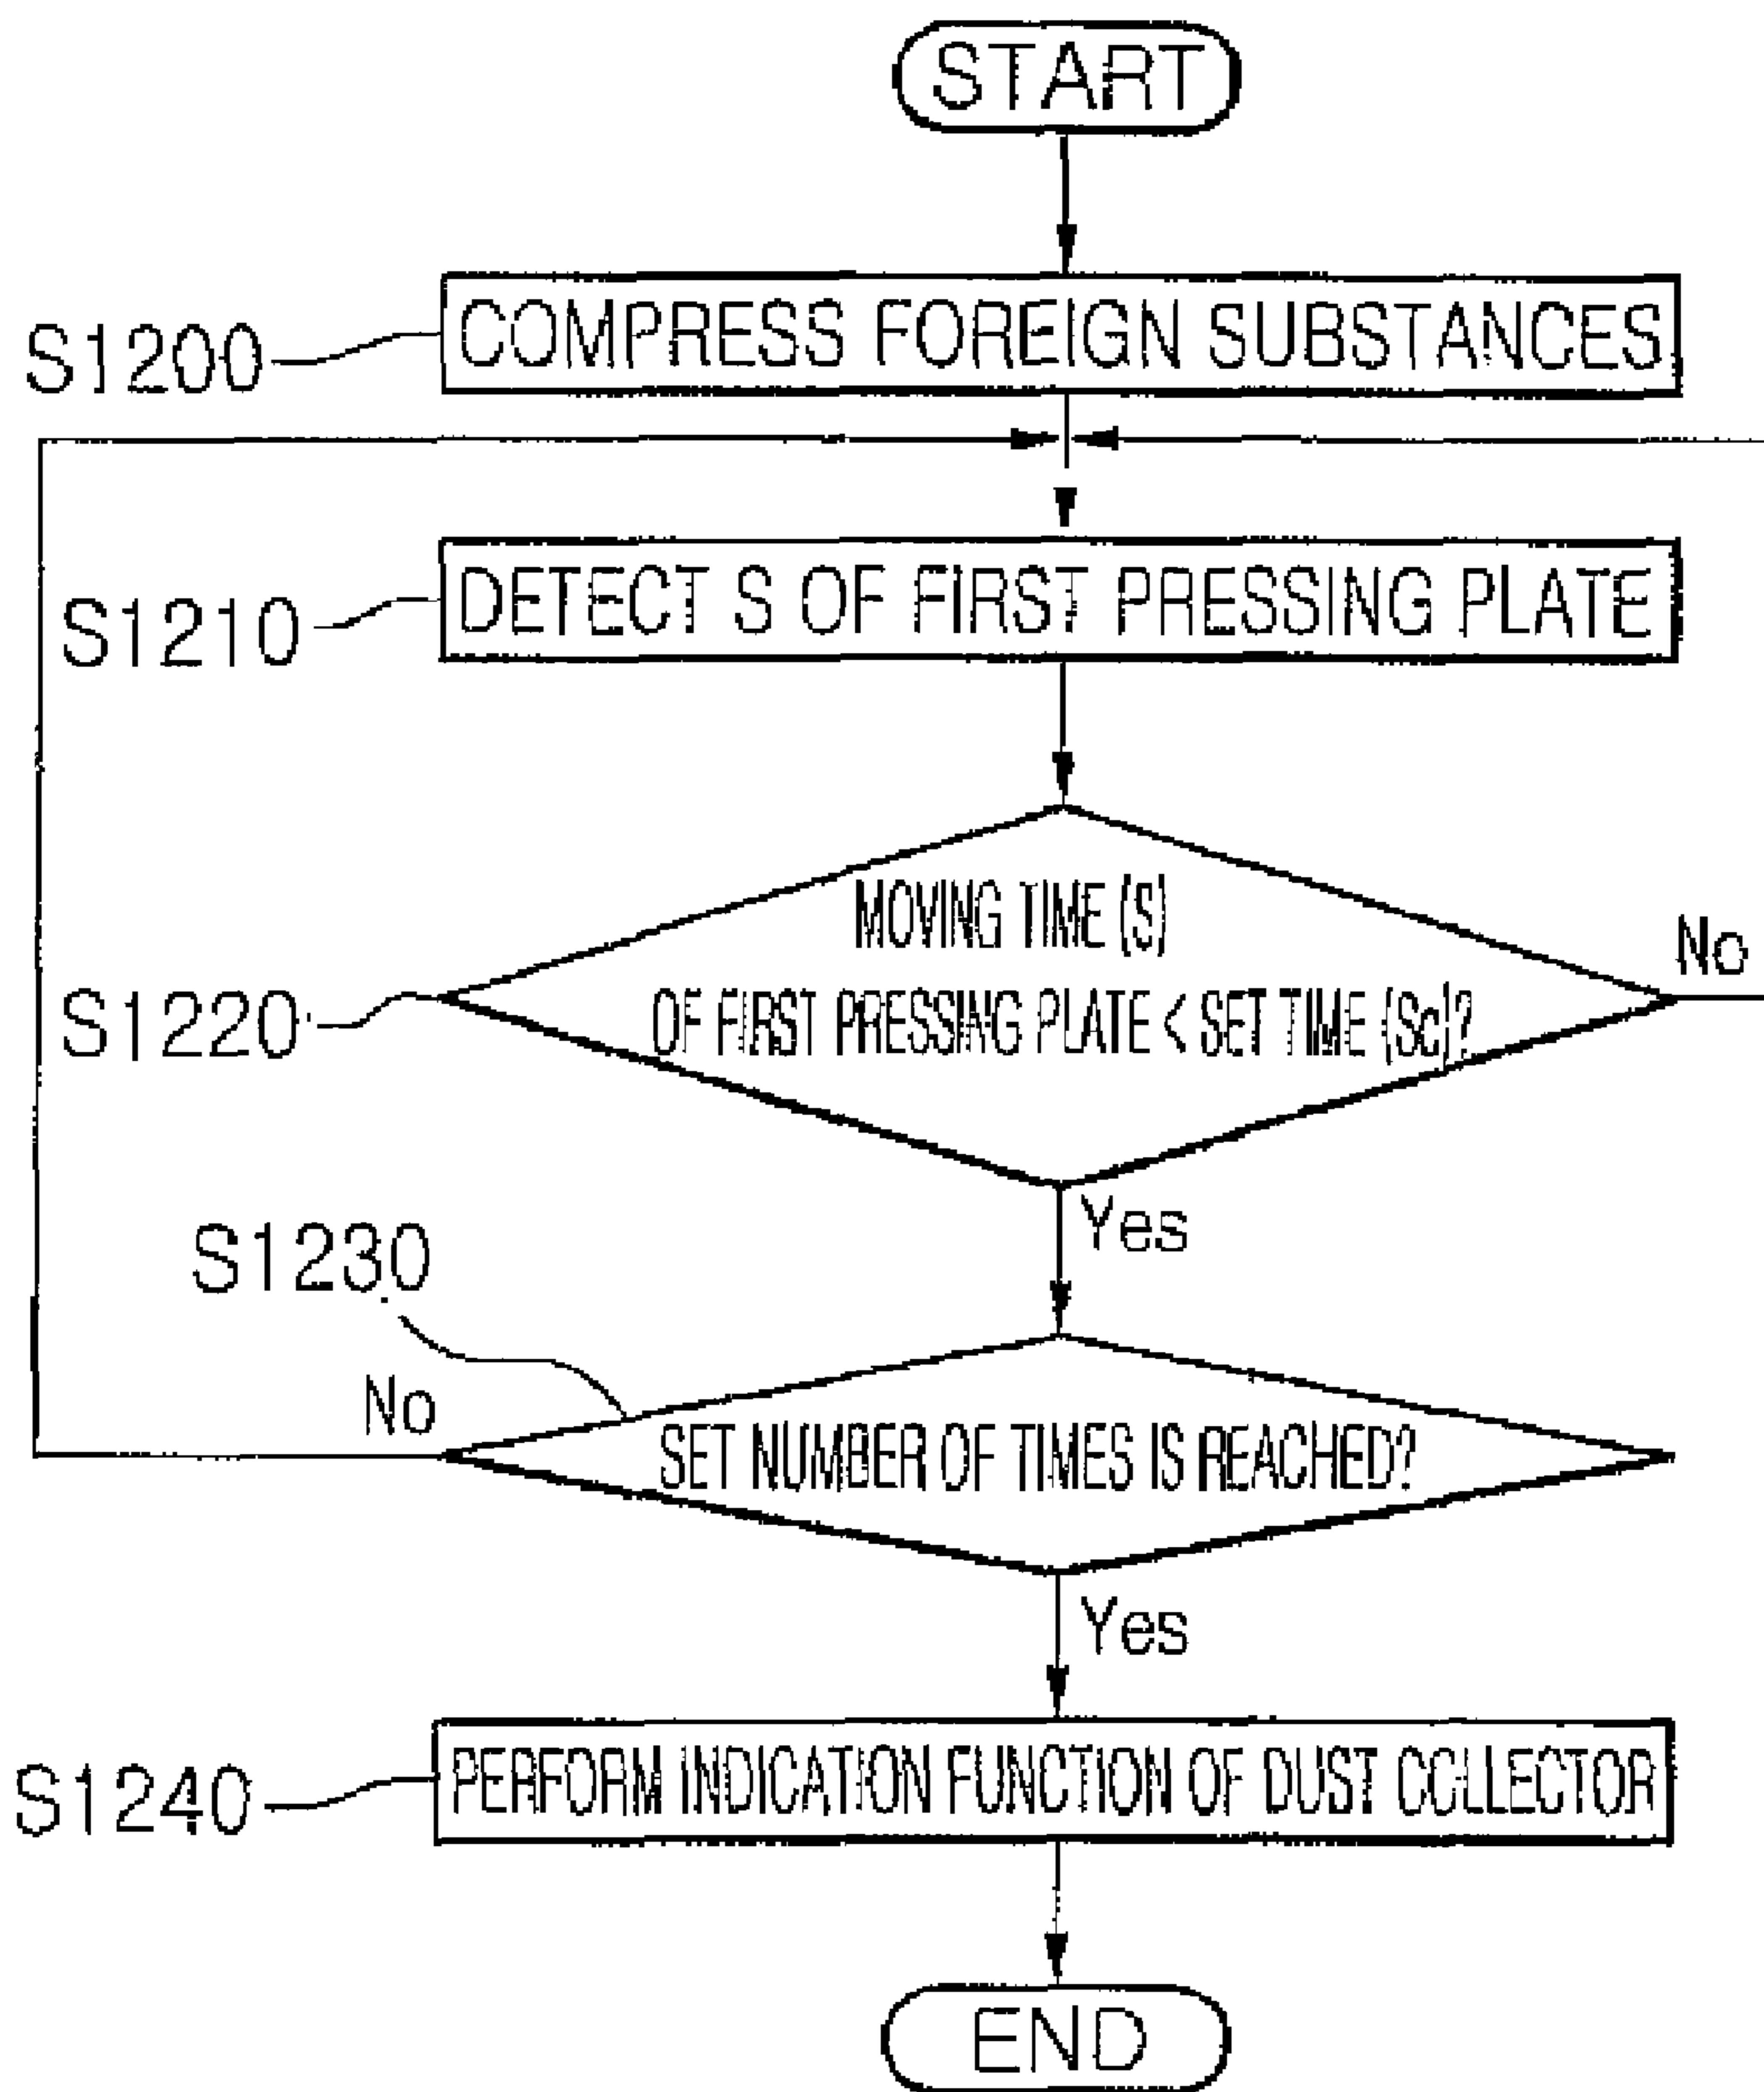 START
S1200
COMPRESS FOREIGN SUBSTANCES
S1210
DETECT S OF FIRST PRESSING PLATE
S1220
MOVING TIME (S)
OF FIRST PRESSING PLATE < SET TIME (Sc)?
No
Yes
S1230
No
SET NUMBER OF TIMES IS REACHED?
Yes
S1240
PERFORM INDICATION FUNCTION OF DUST COLLECTOR
END